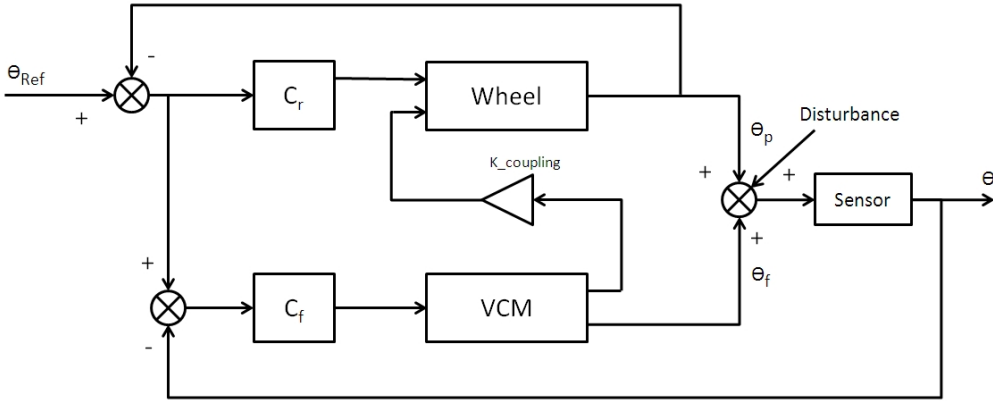 ΘRef
+
-
Cr
Wheel
K_coupling
Disturbance
Θp
+
+
Sensor
Θ
+
Θf
+
-
Cf
VCM